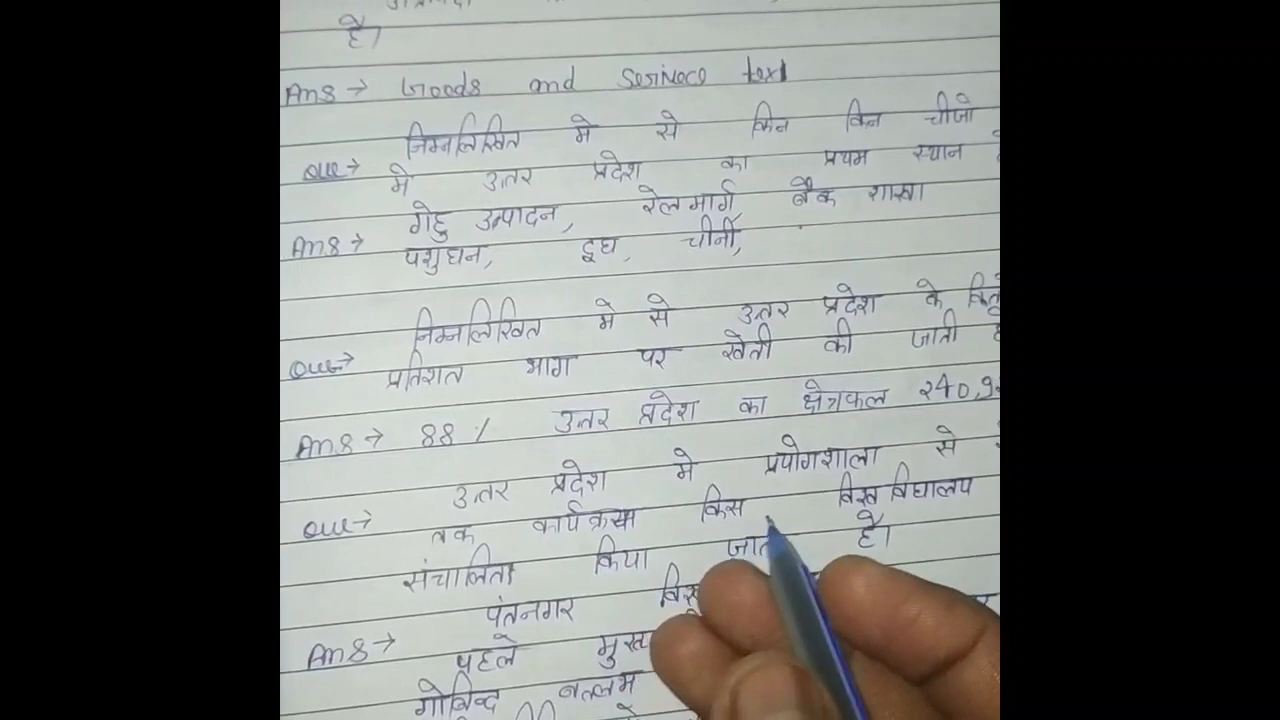 है।
Ans → Goods and Serivece text
Que → निम्नलिखित मे से किन किन चीजो
मे उत्तर प्रदेश का प्रथम स्थान
Ans → गेहु उत्पादन, रेलमार्ग, बैंक शाखा
पशुधन, दूध, चीनी,
Que → निम्नलिखित मे से उत्तर प्रदेश के
प्रतिशत भाग पर खेती की जाती
Ans → 88 % उत्तर प्रदेश का क्षेत्रफल 240,9
Que → उत्तर प्रदेश मे प्रयोगशाला से
तक कार्यक्रम किस विश्व विद्यालय
संचालित किया जात है।
Ans → पंतनगर
पहले
गोविन्द बल्लभ